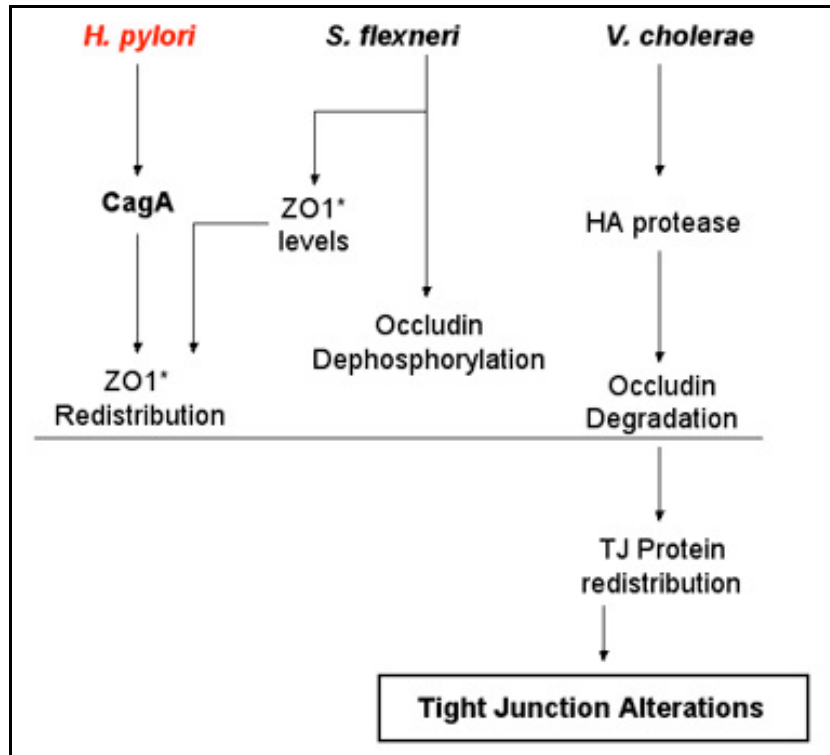 H. pylori
S. flexneri
V. cholerae
CagA
ZO1*
levels
HA protease
Occludin
Dephosphorylation
ZO1*
Redistribution
Occludin
Degradation
TJ Protein
redistribution
Tight Junction Alterations